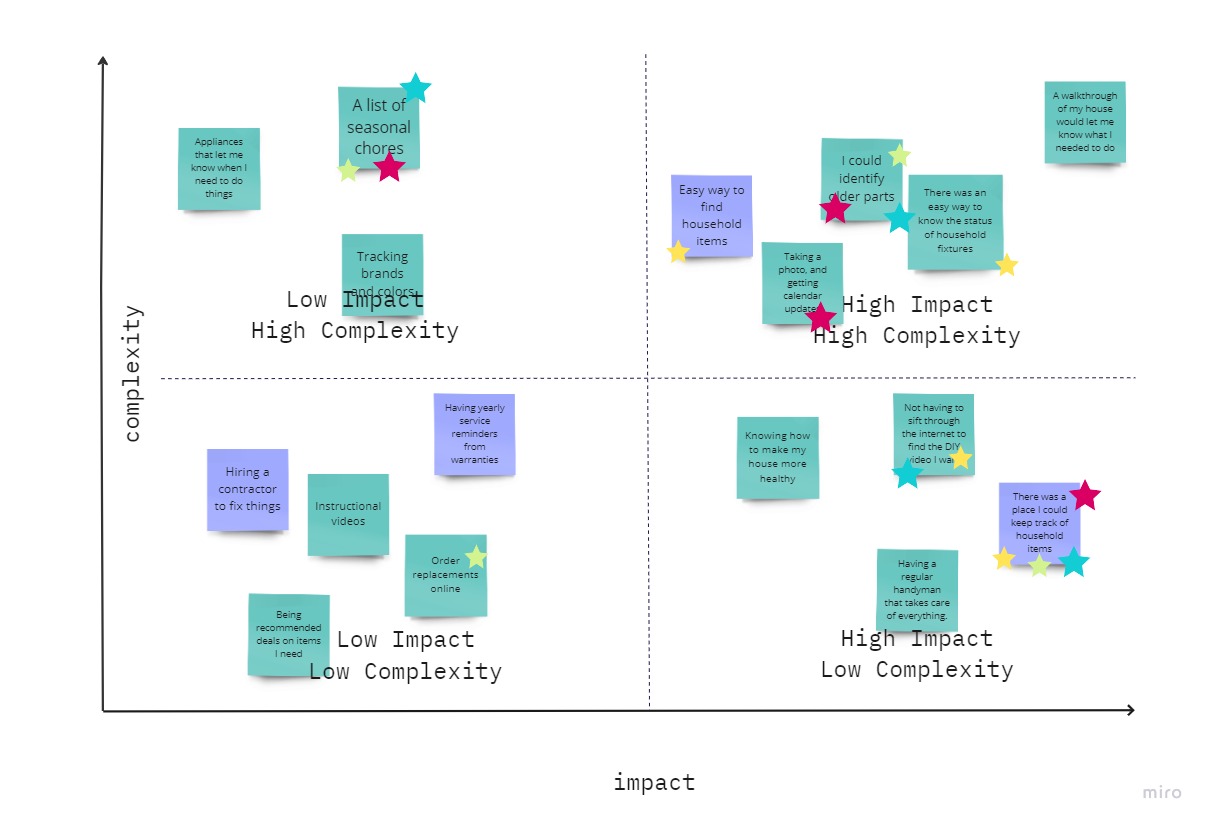 A list of
seasonal
chores
Appliances
that let me
know when I
need to do
things
Tracking
brands
and colors
Low Impact
High Complexity
A walkthrough
of my house
would let me
know what I
needed to do
I could
identify
older parts
Easy way to
find
household
items
There was an
easy way to
know the status
of household
fixtures
Taking a
photo, and
getting
calendar
updates
High Impact
High Complexity
complexity
Having yearly
service
reminders
from
warranties
Hiring a
contractor
to fix things
Instructional
videos
Order
replacements
online
Being
recommended
deals on items
I need
Low Impact
Low Complexity
Not having to
sift through
the internet to
find the DIY
video I
Knowing how
to make my
house more
healthy
There was a
place I could
keep track of
household
items
Having a
regular
handyman
that takes care
of everything.
High Impact
Low Complexity
impact
miro